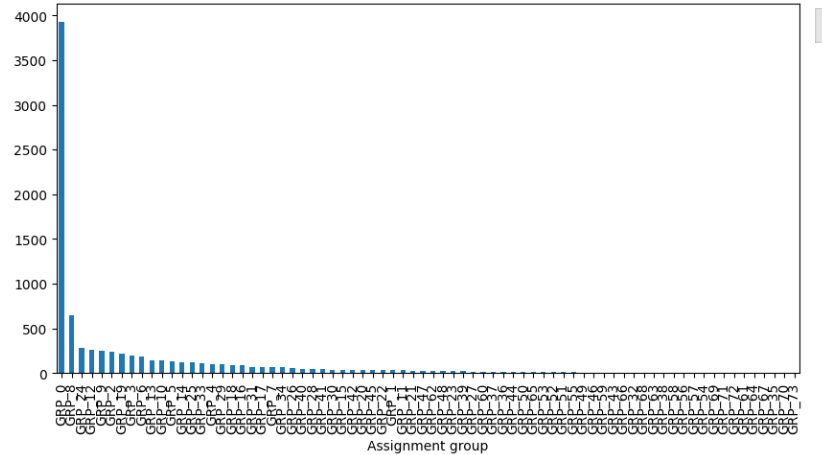 4000
3500
3000
2500
2000
1500
1000
500
0
GRP_0
GRP_8
GRP_24
GRP_12
GRP_9
GRP_2
GRP_19
GRP_3
GRP_6
GRP_13
GRP_10
GRP_5
GRP_14
GRP_25
GRP_33
GRP_4
GRP_29
GRP_18
GRP_16
GRP_31
GRP_17
GRP_7
GRP_34
GRP_26
GRP_40
GRP_28
GRP_41
GRP_30
GRP_15
GRP_42
GRP_20
GRP_45
GRP_22
GRP_1
GRP_11
GRP_21
GRP_47
GRP_62
GRP_48
GRP_23
GRP_39
GRP_27
GRP_60
GRP_37
GRP_36
GRP_44
GRP_50
GRP_65
GRP_53
GRP_52
GRP_51
GRP_55
GRP_49
GRP_46
GRP_59
GRP_43
GRP_66
GRP_32
GRP_68
GRP_63
GRP_38
GRP_58
GRP_56
GRP_57
GRP_54
GRP_69
GRP_71
GRP_72
GRP_61
GRP_64
GRP_67
GRP_35
GRP_70
GRP_73
Assignment group